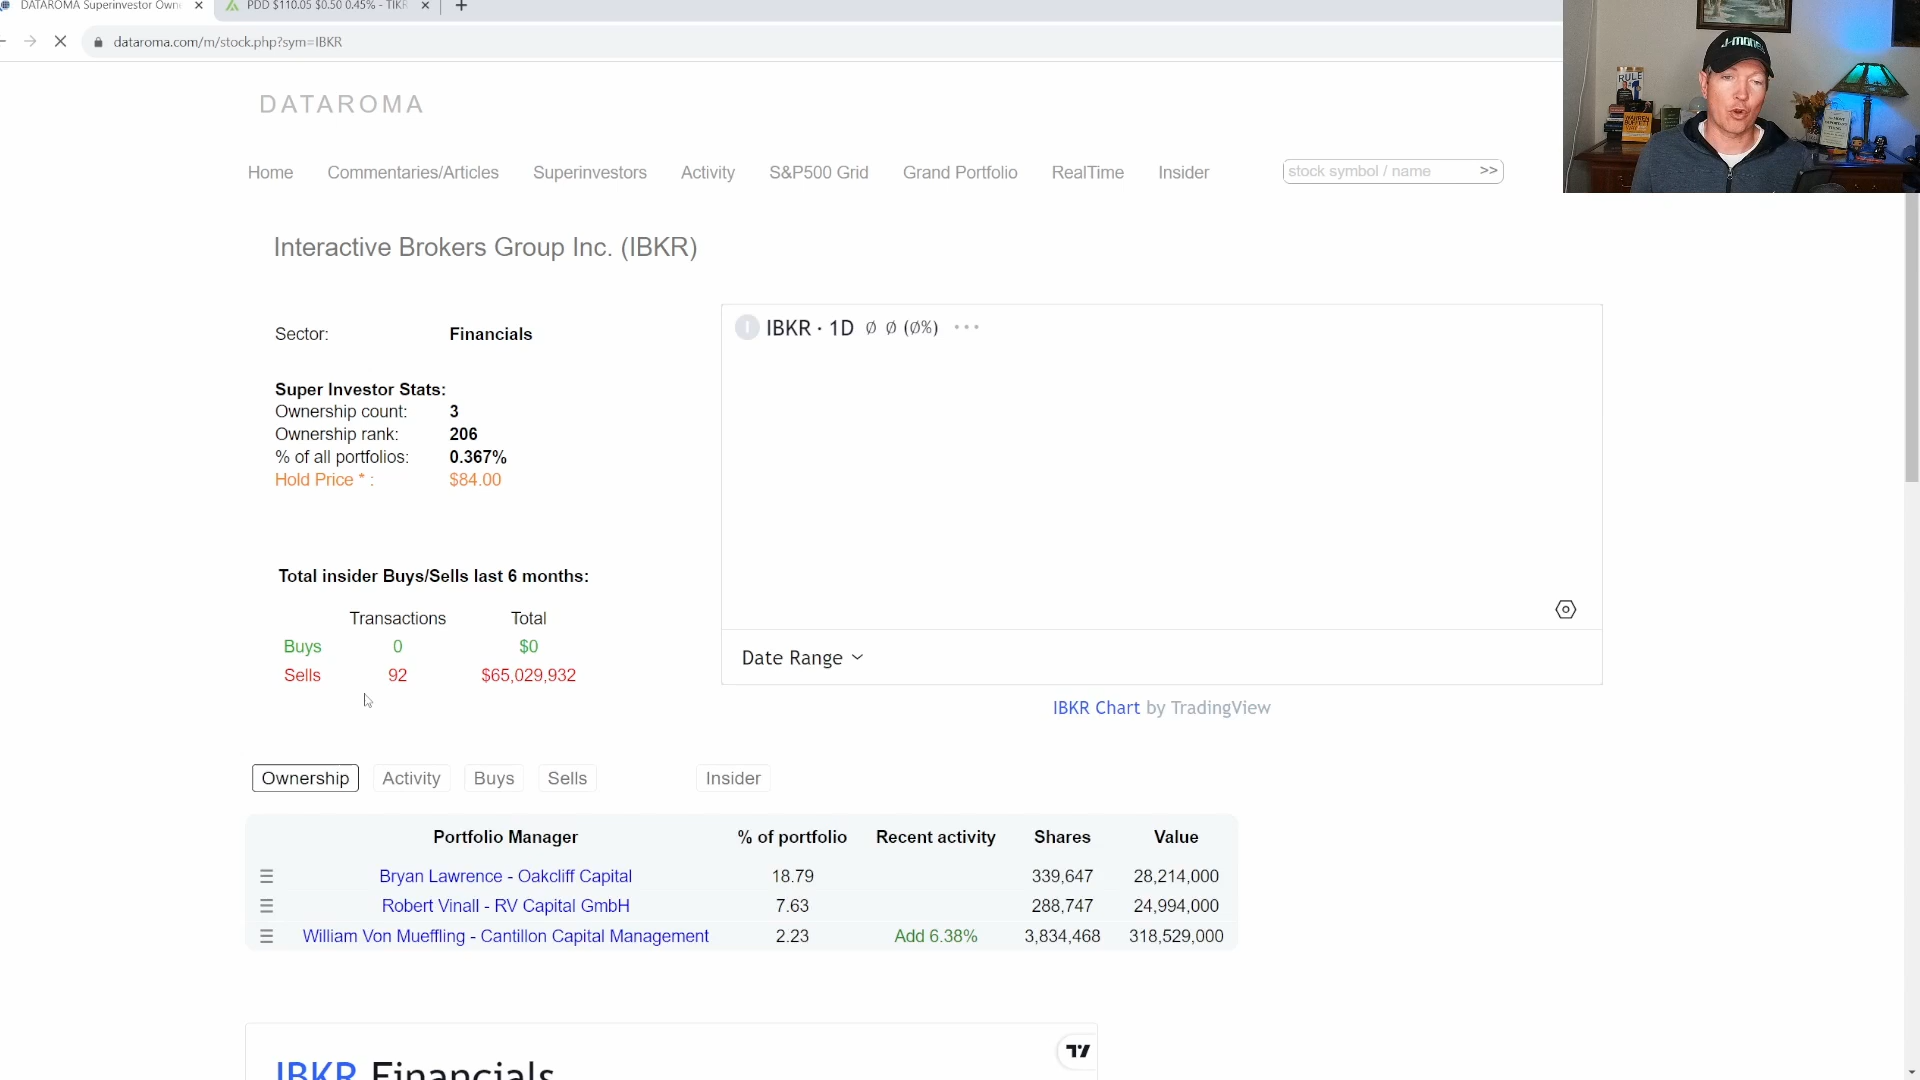 DATAROMA Superinvestor Own
PDD $110.05 $0.50 0.45% - TIKR
dataroma.com/m/stock.php?sym=IBKR
J-mone
RULE
WARREN
DATAROMA
Home Commentaries/Articles Superinvestors Activity S&P500 Grid Grand Portfolio RealTime Insider stock symbol / name >>
Interactive Brokers Group Inc. (IBKR)
Sector: Financials
Super Investor Stats:
Ownership count: 3
Ownership rank: 206
% of all portfolios: 0.367%
Hold Price * : $84.00
IBKR · 1D ∅ ∅ (∅%) •••
Date Range
IBKR Chart by TradingView
Total insider Buys/Sells last 6 months:
Transactions Total
Buys 0 $0
Sells 92 $65,029,932
Ownership Activity Buys Sells Insider
Portfolio Manager % of portfolio Recent activity Shares Value
Bryan Lawrence - Oakcliff Capital 18.79 339,647 28,214,000
Robert Vinall - RV Capital GmbH 7.63 288,747 24,994,000
William Von Mueffling - Cantillon Capital Management 2.23 Add 6.38% 3,834,468 318,529,000
IBKR Financials